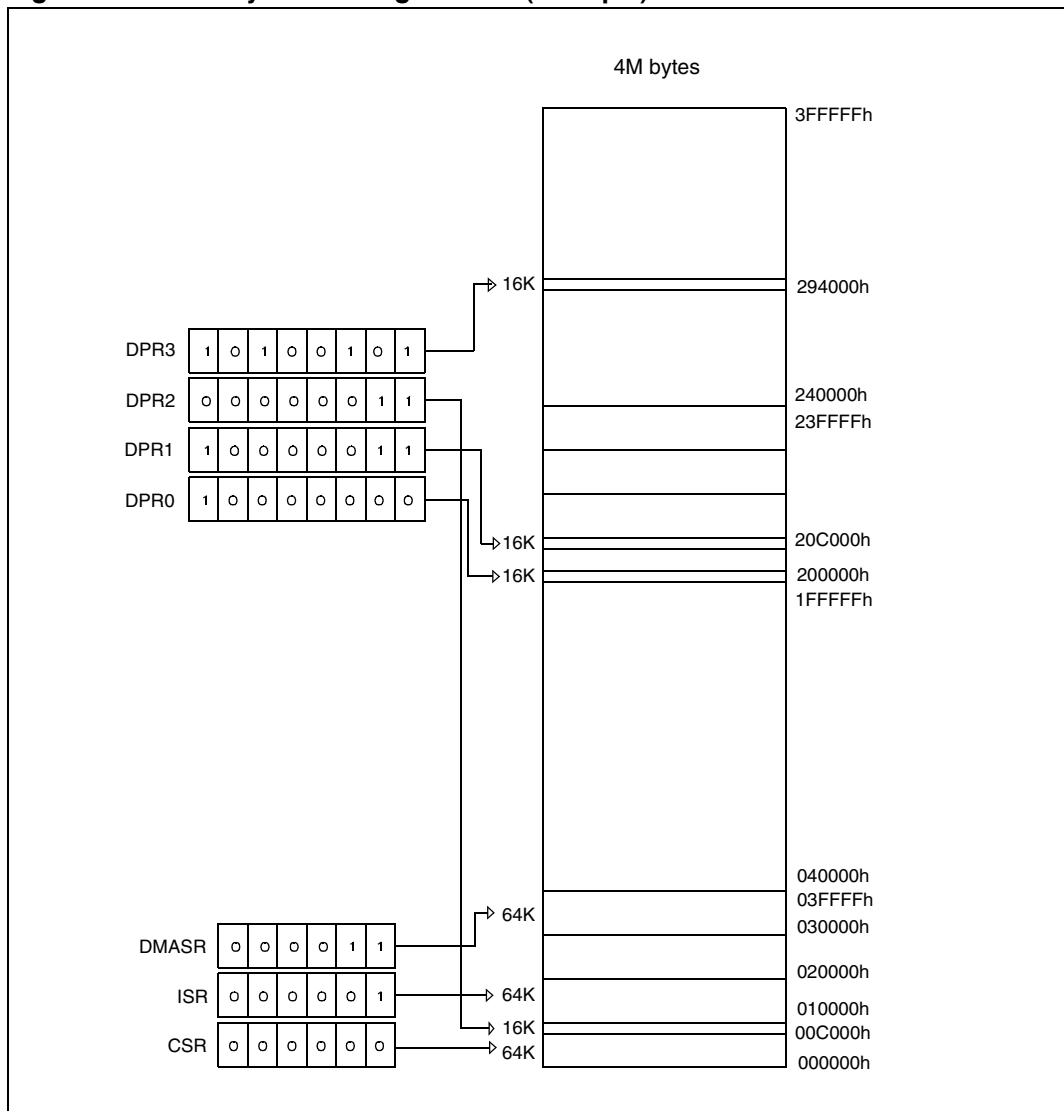 4M bytes
3FFFFFh
16K
294000h
DPR3 1 0 1 0 0 1 0 1
240000h
DPR2 0 0 0 0 0 0 1 1
23FFFFh
DPR1 1 0 0 0 0 0 1 1
DPR0 1 0 0 0 0 0 0 0
16K
20C000h
16K
200000h
1FFFFFh
040000h
03FFFFh
64K
030000h
DMASR 0 0 0 0 1 1
020000h
ISR 0 0 0 0 0 1
64K
010000h
16K
00C000h
CSR 0 0 0 0 0 0
64K
000000h